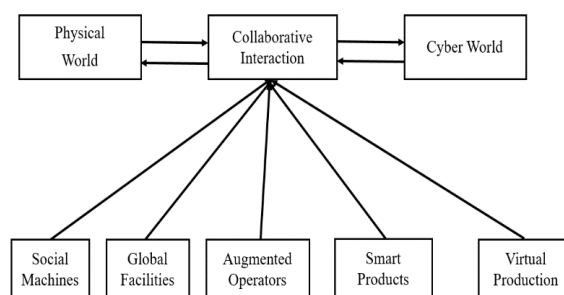 Physical
World
Collaborative
Interaction
Cyber World
Social
Machines
Global
Facilities
Augmented
Operators
Smart
Products
Virtual
Production